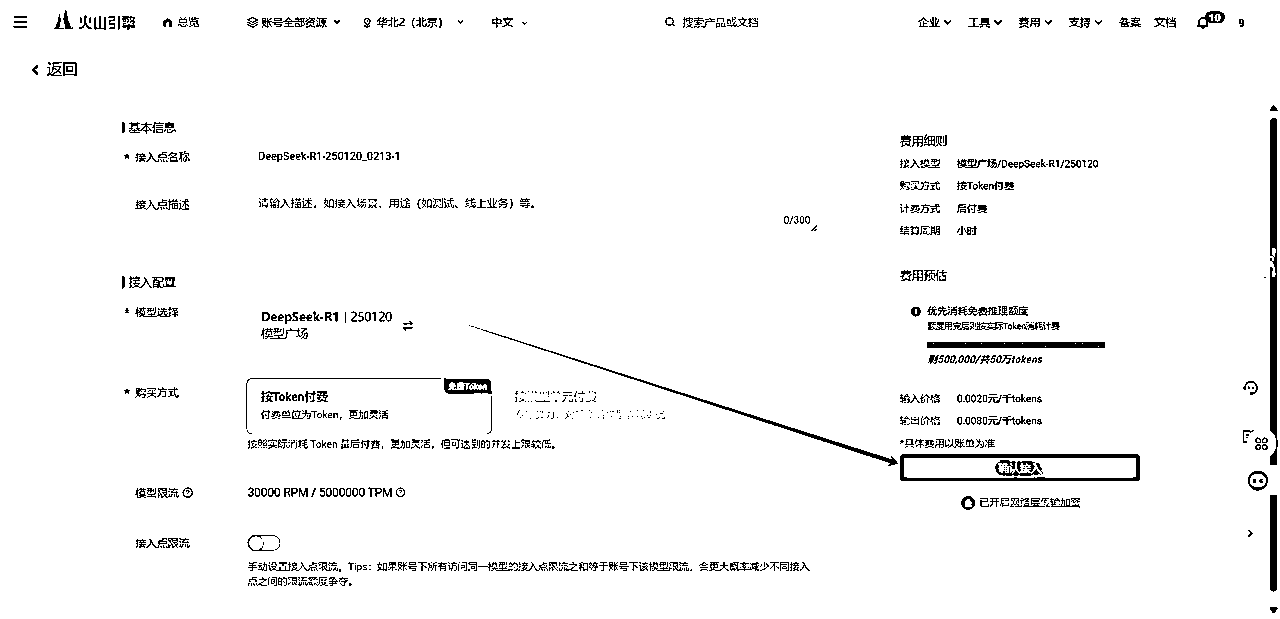 火山引擎 总览 账号全部资源 华北2（北京） 中文 搜索产品或文档 企业 工具 费用 支持 备案 文档 10 9
返回
基本信息
* 接入点名称 DeepSeek-R1-250120_0213-1
接入点描述 请输入描述，如接入场景、用途（如测试、线上业务）等。
0/300
接入配置
* 模型选择 DeepSeek-R1 | 250120
模型广场
* 购买方式 按Token付费 免费Token
付费单位为Token，更加灵活
按照实际消耗 Token 量后付费，更加灵活，但可达到的并发上限较低。
模型限流 30000 RPM / 5000000 TPM
接入点限流
手动设置接入点限流。Tips：如果账号下所有访问同一模型的接入点限流之和等于账号下该模型限流，会更大概率减少不同接入
点之间的限流额度争夺。
费用细则
接入模型 模型广场/DeepSeek-R1/250120
购买方式 按Token付费
计费方式 后付费
结算周期 小时
费用预估
优先消耗免费推理额度
额度用完后则按实际Token消耗计费
剩500,000/共50万tokens
输入价格 0.0020元/千tokens
输出价格 0.0080元/千tokens
*具体费用以账单为准
确认接入
已开启网络层传输加密